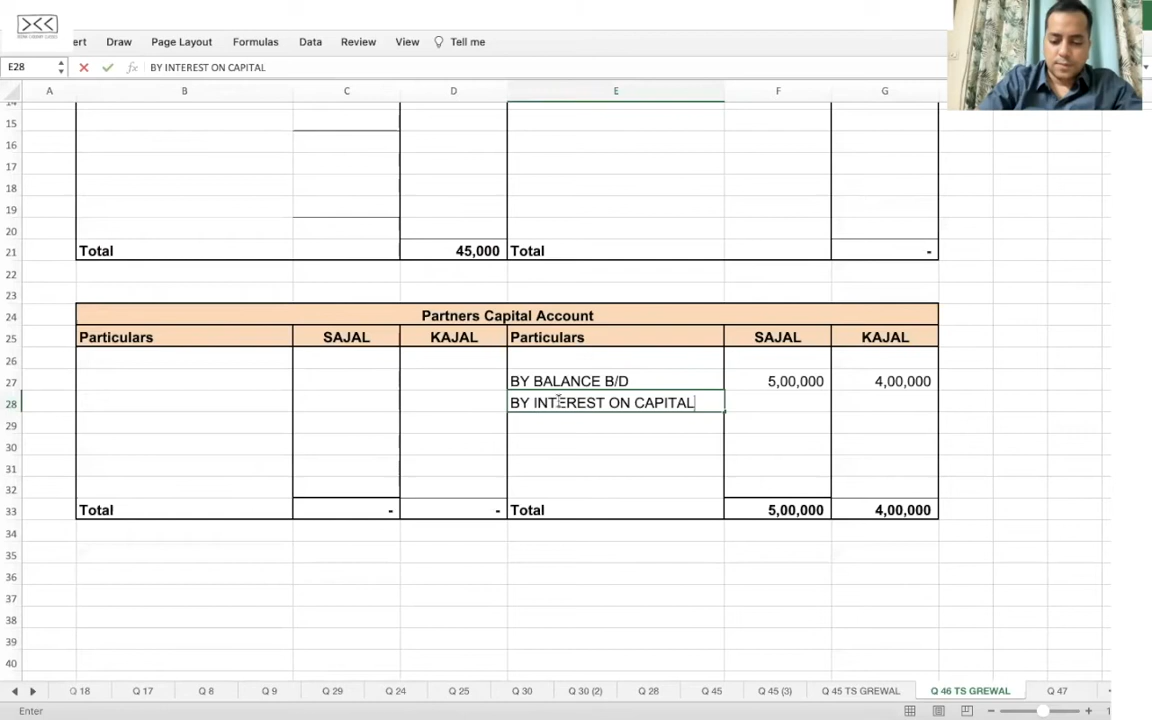 ert Draw Page Layout Formulas Data Review View Tell me
E28 fx BY INTEREST ON CAPITAL
A B C D E F G
14
15
16
17
18
19
20
21 Total 45,000 Total -
22
23
24 Partners Capital Account
25 Particulars SAJAL KAJAL Particulars SAJAL KAJAL
26
27 BY BALANCE B/D 5,00,000 4,00,000
28 BY INTEREST ON CAPITAL
29
30
31
32
33 Total - - Total 5,00,000 4,00,000
34
35
36
37
38
39
40
Q 18 Q 17 Q 8 Q 9 Q 29 Q 24 Q 25 Q 30 Q 30 (2) Q 28 Q 45 Q 45 (3) Q 45 TS GREWAL Q 46 TS GREWAL Q 47
Enter